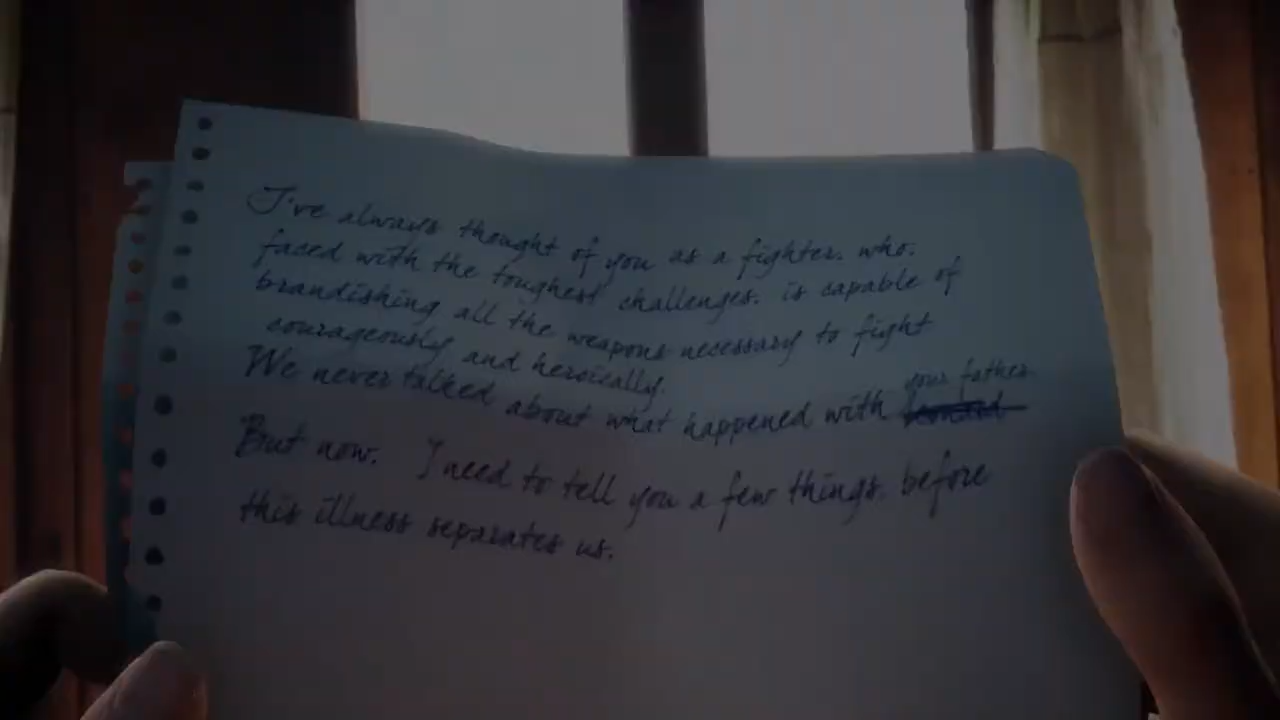 I've always thought of you as a fighter. who.
faced with the toughest challenges. is capable of
brandishing all the weapons necessary to fight
courageously and heroically.
We never talked about what happened with your father
But now. I need to tell you a few things. before
this illness separates us.